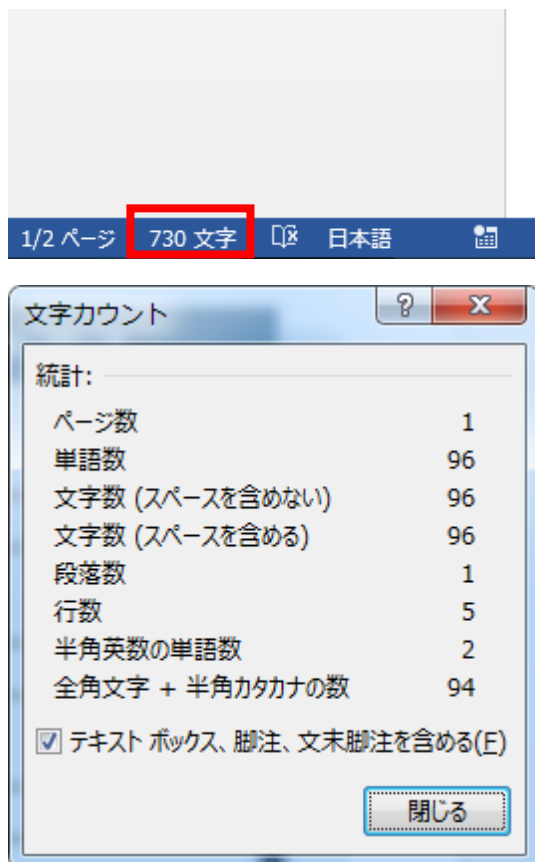 1/2 ページ 730 文字 日本語
文字カウント
統計:
ページ数 1
単語数 96
文字数 (スペースを含めない) 96
文字数 (スペースを含める) 96
段落数 1
行数 5
半角英数の単語数 2
全角文字 + 半角カタカナの数 94
テキスト ボックス、脚注、文末脚注を含める(F)
閉じる